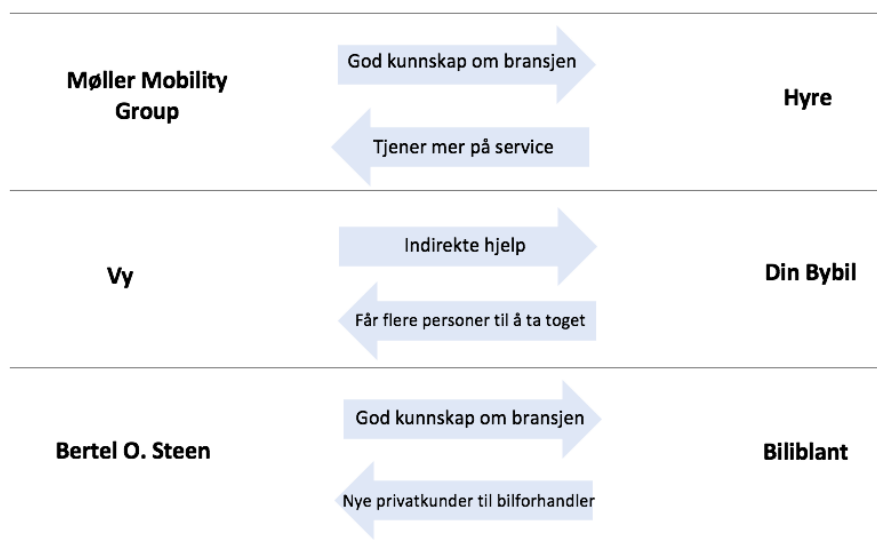 Møller Mobility
Group
God kunnskap om bransjen
Hyre
Tjener mer på service
Vy
Indirekte hjelp
Din Bybil
Får flere personer til å ta toget
Bertel O. Steen
God kunnskap om bransjen
Biliblant
Nye privatkunder til bilforhandler